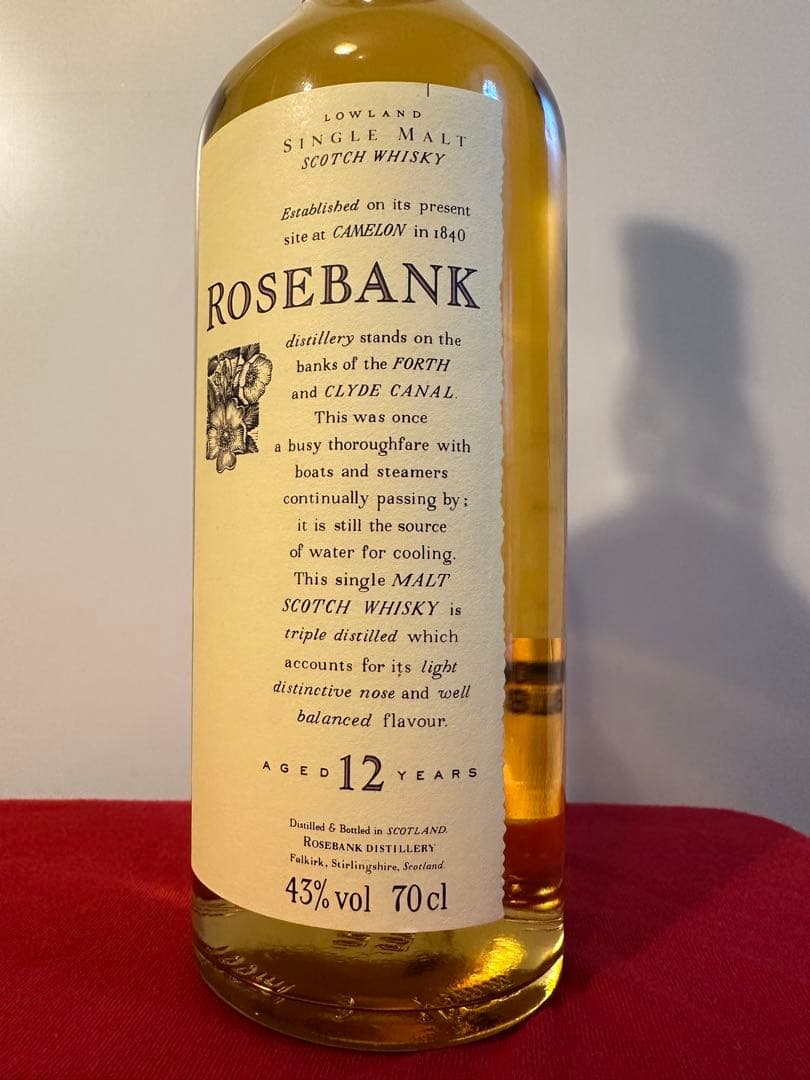 LOWLAND
SINGLE MALT
SCOTCH WHISKY
Established on its present
site at CAMELON in 1840
ROSEBANK
distillery stands on the
banks of the FORTH
and CLYDE CANAL.
This was once
a busy thoroughfare with
boats and steamers
continually passing by;
it is still the source
of water for cooling.
This single MALT
SCOTCH WHISKY is
triple distilled which
accounts for its light
distinctive nose and well
balanced flavour.
AGED 12 YEARS
Distilled & Bottled in SCOTLAND.
ROSEBANK DISTILLERY
Falkirk, Stirlingshire, Scotland.
43% vol 70 cl